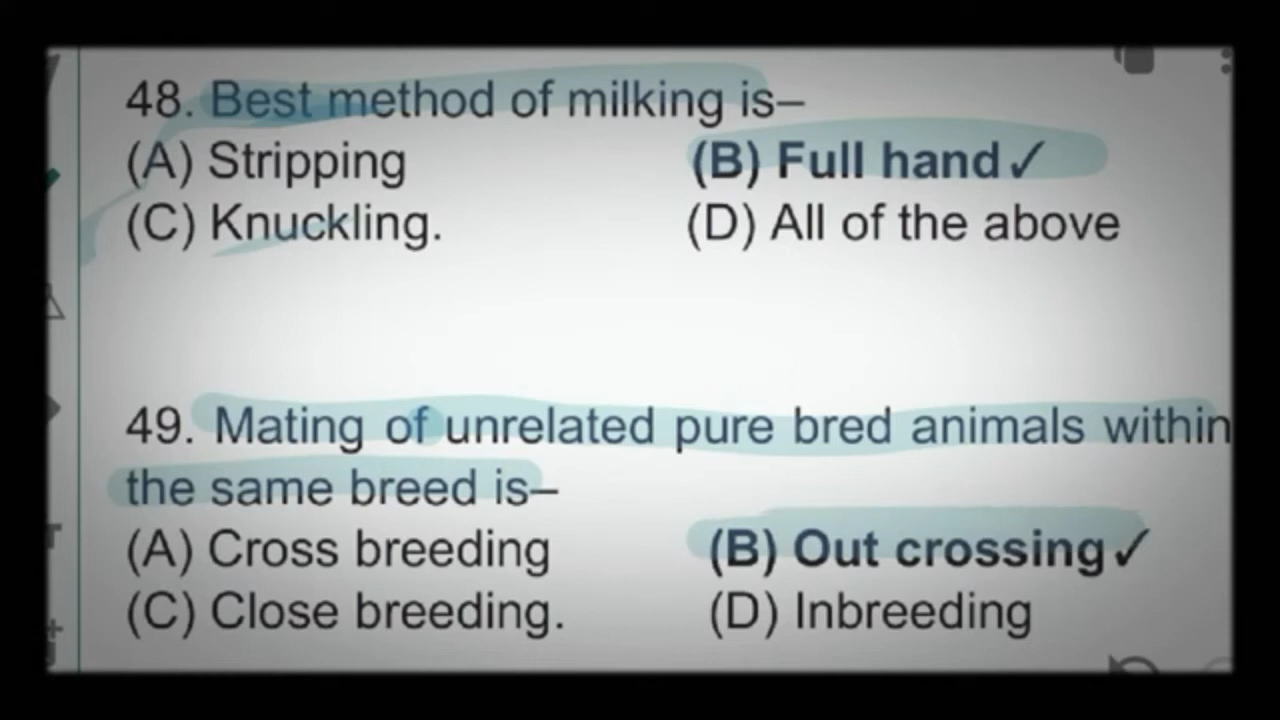 48. Best method of milking is–
(A) Stripping (B) Full hand✓
(C) Knuckling. (D) All of the above
49. Mating of unrelated pure bred animals within
the same breed is–
(A) Cross breeding (B) Out crossing✓
(C) Close breeding. (D) Inbreeding